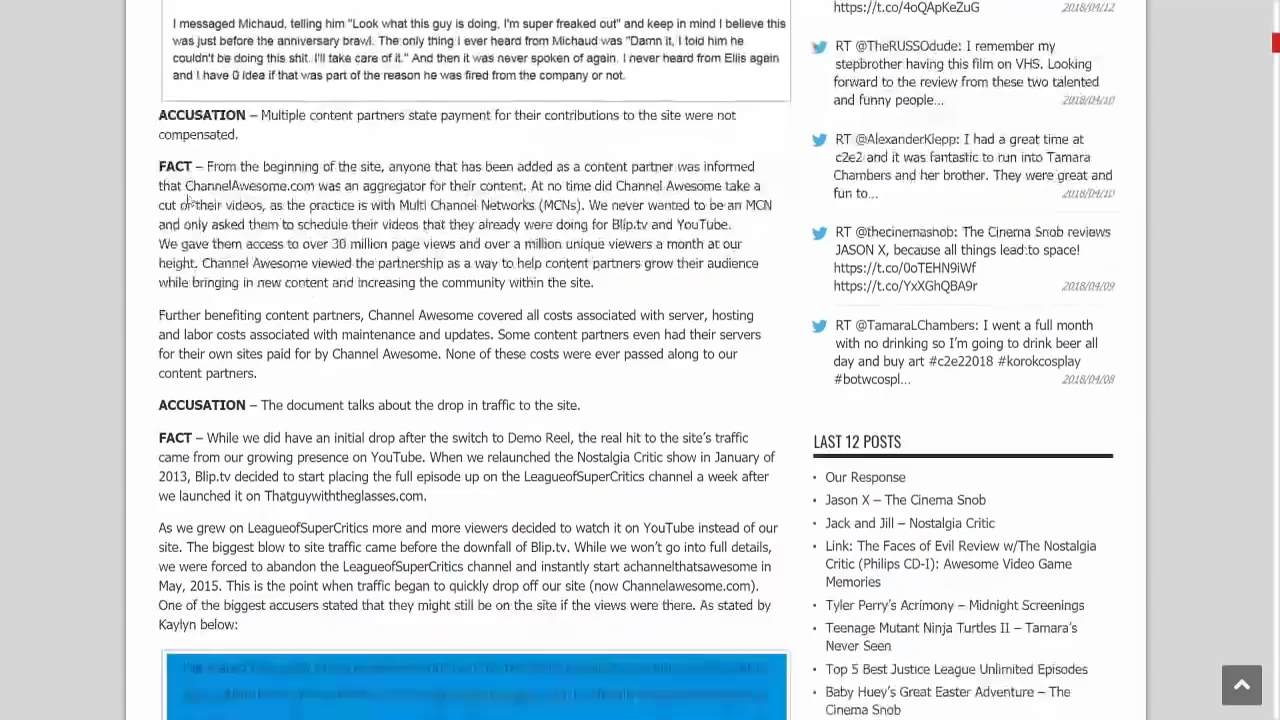 I messaged Michaud, telling him "Look what this guy is doing, I'm super freaked out" and keep in mind I believe this
was just before the anniversary brawl. The only thing I ever heard from Michaud was "Damn it, I told him he
couldn't be doing this shit. I'll take care of it." And then it was never spoken of again. I never heard from Ellis again
and I have 0 idea if that was part of the reason he was fired from the company or not.
ACCUSATION – Multiple content partners state payment for their contributions to the site were not
compensated.
FACT – From the beginning of the site, anyone that has been added as a content partner was informed
that ChannelAwesome.com was an aggregator for their content. At no time did Channel Awesome take a
cut of their videos, as the practice is with Multi Channel Networks (MCNs). We never wanted to be an MCN
and only asked them to schedule their videos that they already were doing for Blip.tv and YouTube.
We gave them access to over 30 million page views and over a million unique viewers a month at our
height. Channel Awesome viewed the partnership as a way to help content partners grow their audience
while bringing in new content and increasing the community within the site.
Further benefiting content partners, Channel Awesome covered all costs associated with server, hosting
and labor costs associated with maintenance and updates. Some content partners even had their servers
for their own sites paid for by Channel Awesome. None of these costs were ever passed along to our
content partners.
ACCUSATION – The document talks about the drop in traffic to the site.
FACT – While we did have an initial drop after the switch to Demo Reel, the real hit to the site's traffic
came from our growing presence on YouTube. When we relaunched the Nostalgia Critic show in January of
2013, Blip.tv decided to start placing the full episode up on the LeagueofSuperCritics channel a week after
we launched it on Thatguywiththeglasses.com.
As we grew on LeagueofSuperCritics more and more viewers decided to watch it on YouTube instead of our
site. The biggest blow to site traffic came before the downfall of Blip.tv. While we won't go into full details,
we were forced to abandon the LeagueofSuperCritics channel and instantly start achannelthatsawesome in
May, 2015. This is the point when traffic began to quickly drop off our site (now Channelawesome.com).
One of the biggest accusers stated that they might still be on the site if the views were there. As stated by
Kaylyn below:
https://t.co/4oQApKeZuG
2018/04/12
RT @TheRUSSOdude: I remember my
stepbrother having this film on VHS. Looking
forward to the review from these two talented
and funny people...
2018/04/10
RT @AlexanderKlepp: I had a great time at
c2e2 and it was fantastic to run into Tamara
Chambers and her brother. They were great and
fun to...
2018/04/10
RT @thecinemasnob: The Cinema Snob reviews
JASON X, because all things lead to space!
https://t.co/0oTEHN9iWf
https://t.co/YxXGhQBA9r
2018/04/09
RT @TamaraLChambers: I went a full month
with no drinking so I'm going to drink beer all
day and buy art #c2e22018 #korokcosplay
#botwcospl...
2018/04/08
LAST 12 POSTS
Our Response
Jason X – The Cinema Snob
Jack and Jill – Nostalgia Critic
Link: The Faces of Evil Review w/The Nostalgia
Critic (Philips CD-I): Awesome Video Game
Memories
Tyler Perry's Acrimony – Midnight Screenings
Teenage Mutant Ninja Turtles II – Tamara's
Never Seen
Top 5 Best Justice League Unlimited Episodes
Baby Huey's Great Easter Adventure – The
Cinema Snob